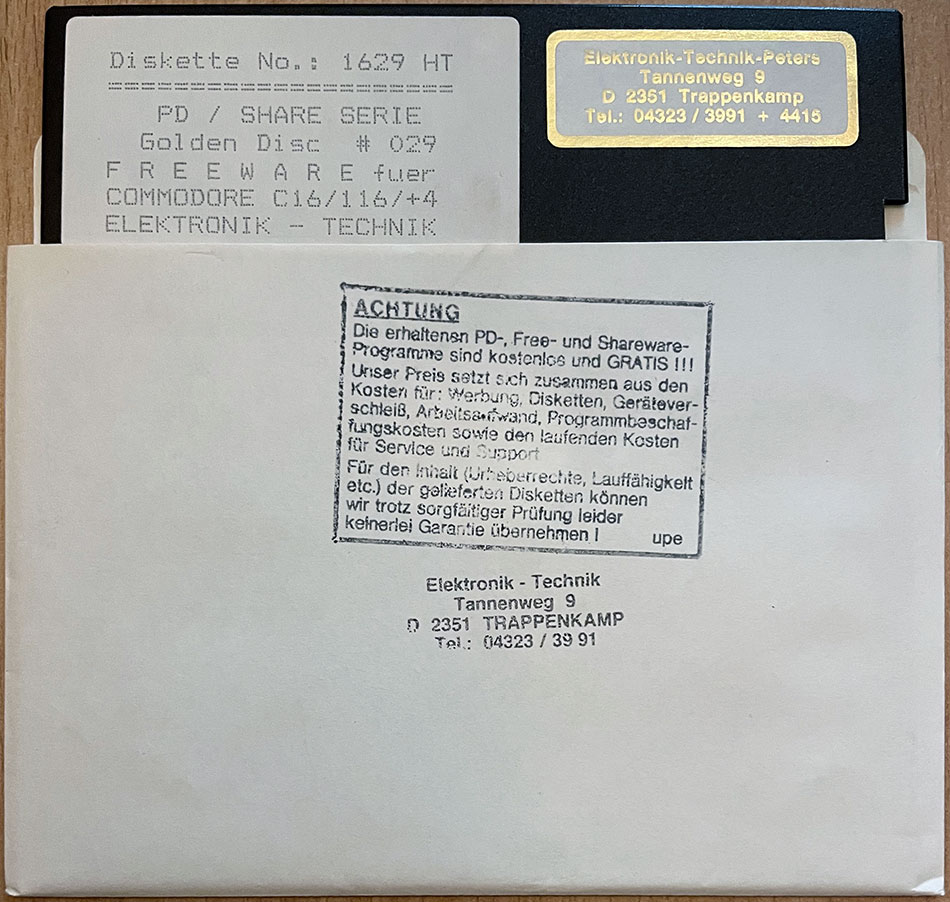 Diskette No.: 1629 HT
==========================
PD / SHARE SERIE
Golden Disc # 029
F R E E W A R E fuer
COMMODORE C16/116/+4
ELEKTRONIK - TECHNIK
Elektronik-Technik-Peters
Tannenweg 9
D 2351 Trappenkamp
Tel.: 04323 / 3991 + 4415
ACHTUNG
Die erhaltenen PD-, Free- und Shareware-
Programme sind kostenlos und GRATIS !!!
Unser Preis setzt sich zusammen aus den
Kosten für: Werbung, Disketten, Gerätever-
schleiß, Arbeitsaufwand, Programmbeschaf-
fungskosten sowie den laufenden Kosten
für Service und Support
Für den Inhalt (Urheberrechte, Lauffähigkeit
etc.) der gelieferten Disketten können
wir trotz sorgfältiger Prüfung leider
keinerlei Garantie übernehmen ! upe
Elektronik - Technik
Tannenweg 9
D 2351 TRAPPENKAMP
Tel.: 04323 / 39 91